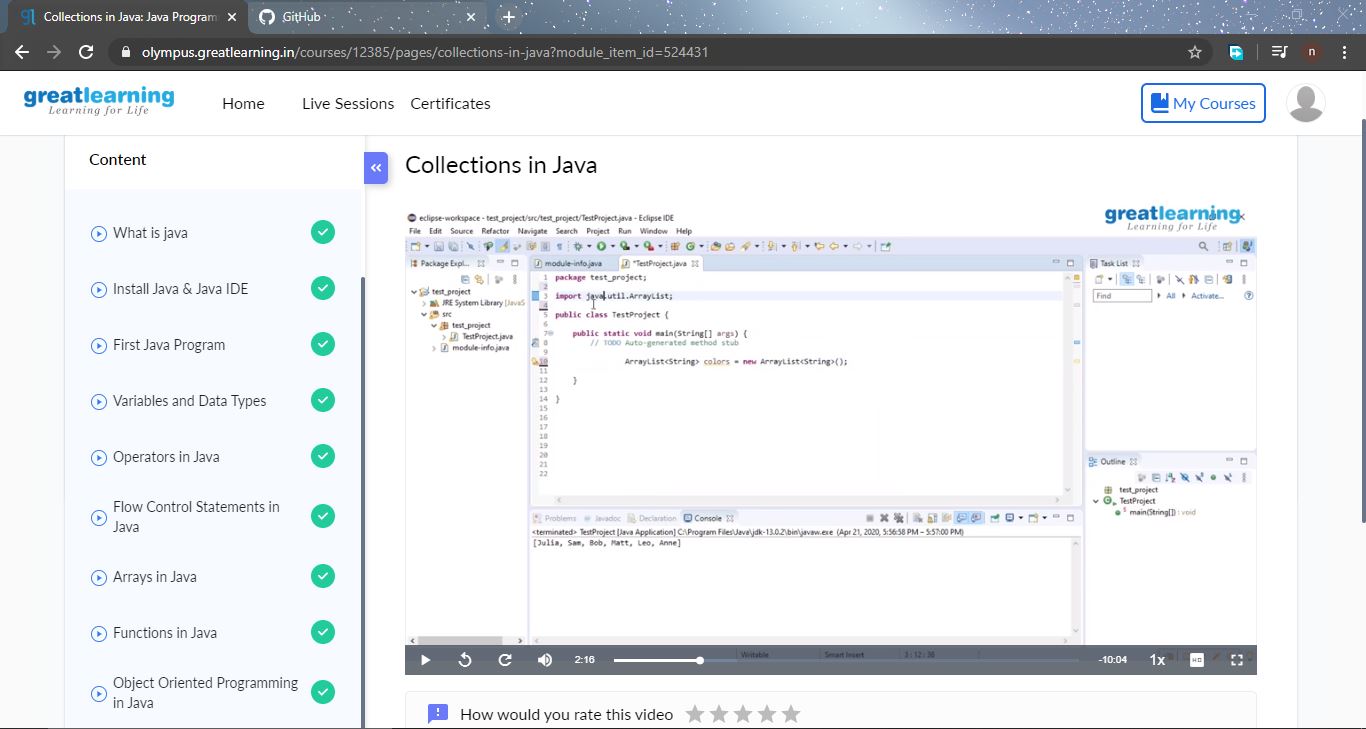 Collections in Java: Java Program
GitHub
olympus.greatlearning.in/courses/12385/pages/collections-in-java?module_item_id=524431
n
greatlearning
Learning for Life
Home
Live Sessions
Certificates
My Courses
Content
What is java
Install Java & Java IDE
First Java Program
Variables and Data Types
Operators in Java
Flow Control Statements in
Java
Arrays in Java
Functions in Java
Object Oriented Programming
in Java
«
Collections in Java
eclipse-workspace - test_project/src/test_project/TestProject.java - Eclipse IDE
greatlearning
Learning for Life
File Edit Source Refactor Navigate Search Project Run Window Help
Package Expl...
test_project
JRE System Library [JavaS
src
test_project
TestProject.java
module-info.java
module-info.java
*TestProject.java
1 package test_project;
2
3 import java.util.ArrayList;
4
5 public class TestProject {
6
7 public static void main(String[] args) {
8 // TODO Auto-generated method stub
9
10 ArrayList<String> colors = new ArrayList<String>();
11
12 }
13
14 }
15
16
17
18
19
20
21
22
Task List
Find
All
Activate...
Outline
test_project
TestProject
main(String[]) : void
Problems
Javadoc
Declaration
Console
<terminated> TestProject [Java Application] C:\Program Files\Java\jdk-13.0.2\bin\javaw.exe (Apr 21, 2020, 5:56:58 PM – 5:57:00 PM)
[Julia, Sam, Bob, Matt, Leo, Anne]
Writable
Smart Insert
3 : 12 : 36
2:16
-10:04
1x
HD
How would you rate this video